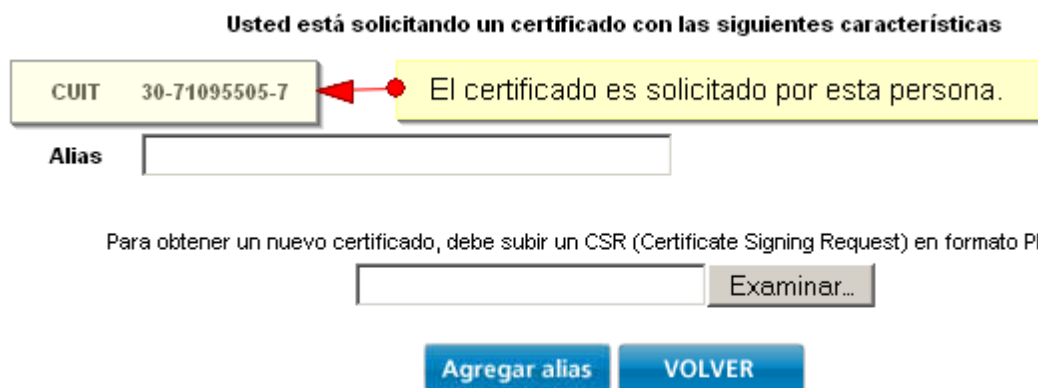 Usted está solicitando un certificado con las siguientes características
CUIT 30-71095505-7
El certificado es solicitado por esta persona.
Alias
Para obtener un nuevo certificado, debe subir un CSR (Certificate Signing Request) en formato
Examinar...
Agregar alias VOLVER